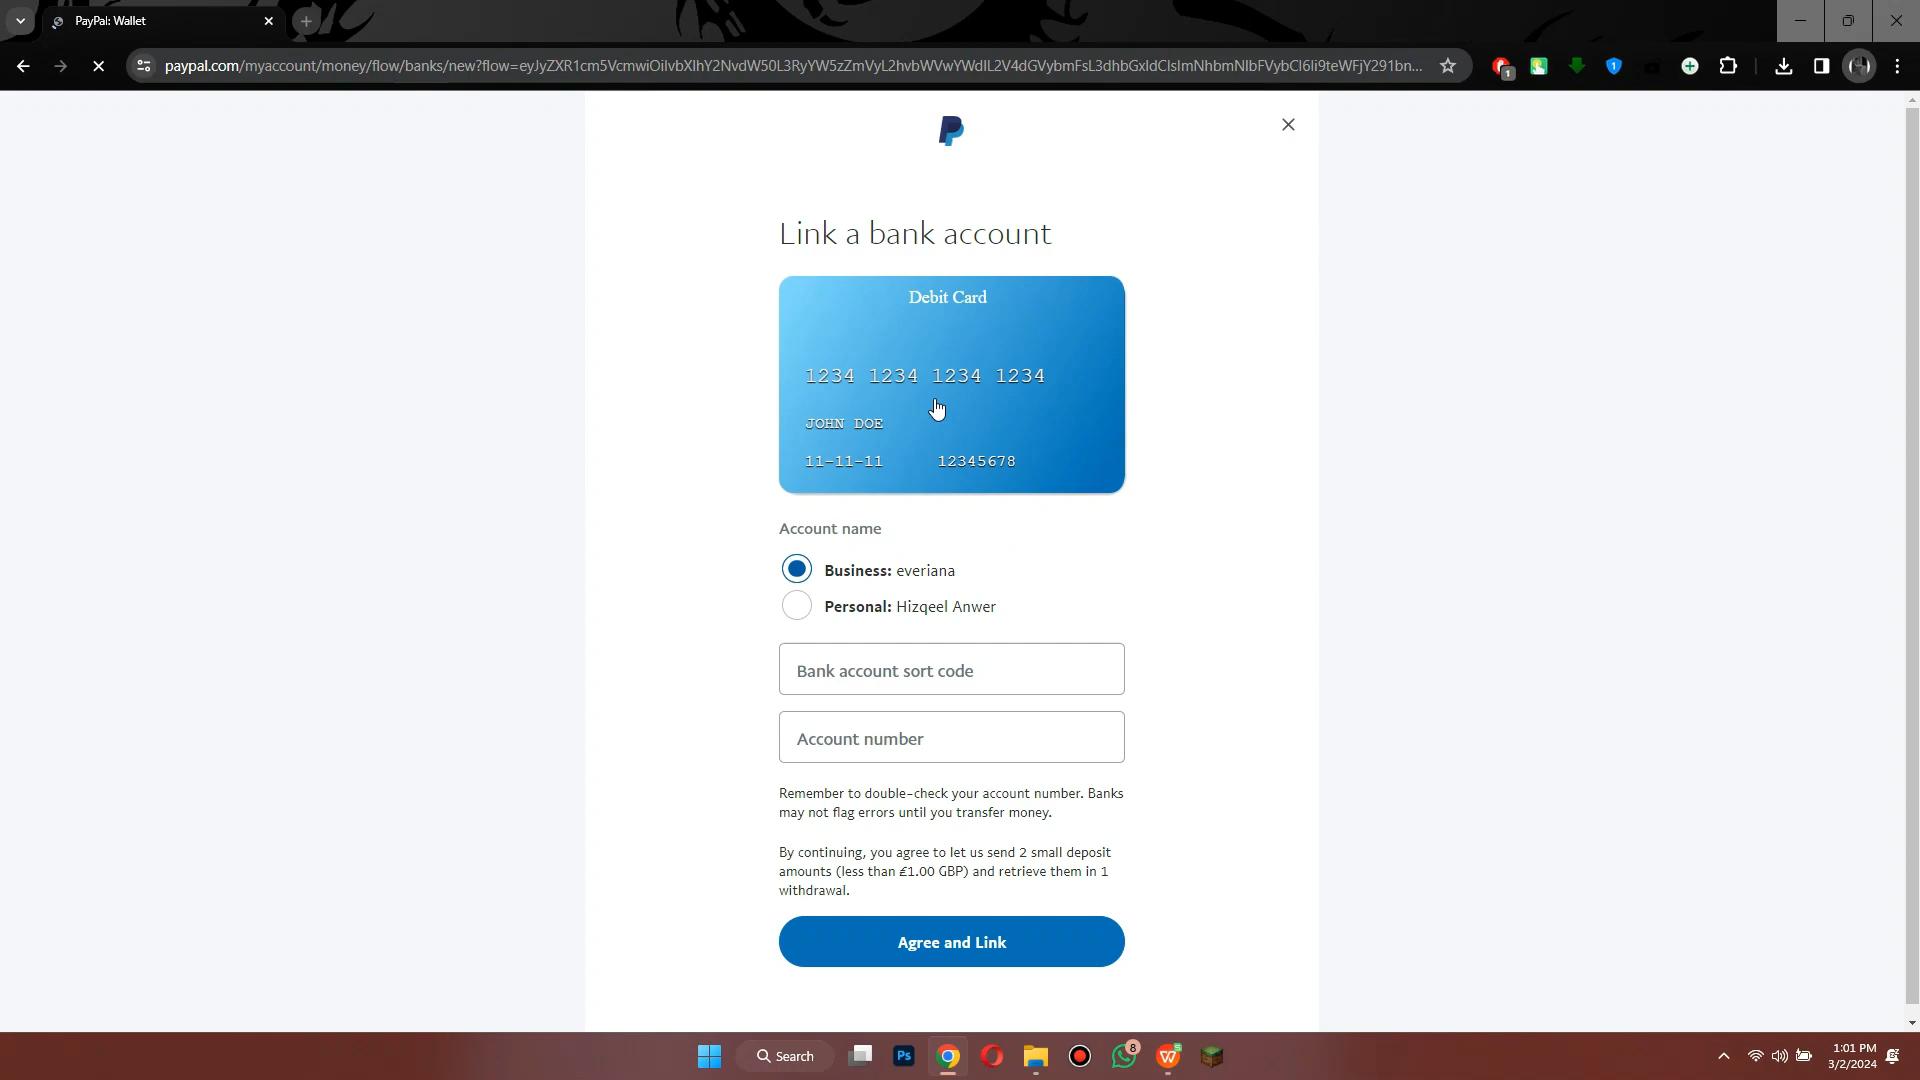 PayPal: Wallet
paypal.com/myaccount/money/flow/banks/new?flow=
1
1
Link a bank account
Debit Card
1234 1234 1234 1234
JOHN DOE
11-11-11 12345678
Account name
Business: everiana
Personal: Hizqeel Anwer
Bank account sort code
Account number
Remember to double-check your account number. Banks
may not flag errors until you transfer money.
By continuing, you agree to let us send 2 small deposit
amounts (less than £1.00 GBP) and retrieve them in 1
withdrawal.
Agree and Link
Search
Ps
8
W
S
1:01 PM
3/2/2024